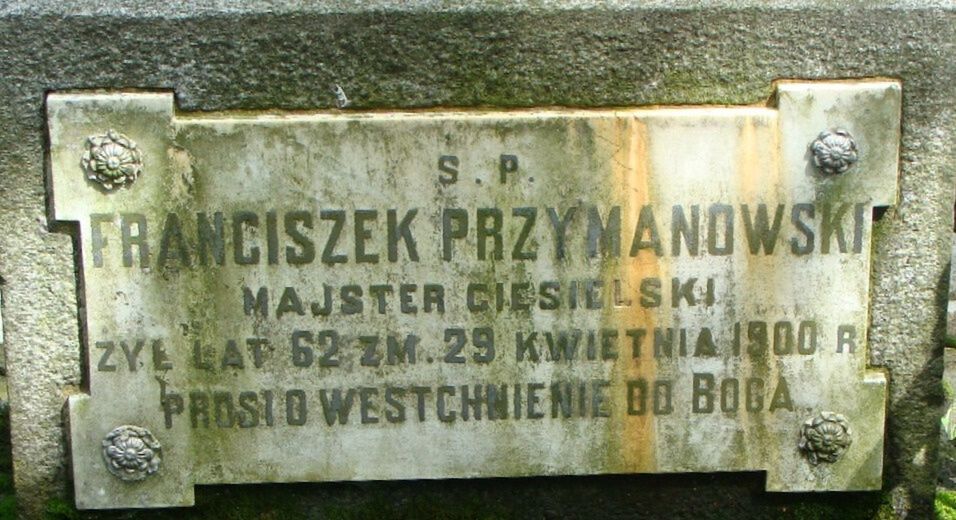 S. P.
FRANCISZEK PRZYMANOWSKI
MAJSTER CIESIELSKI
ŻYŁ LAT 62 ZM. 29 KWIETNIA 1900 R
PROSI O WESTCHNIENIE DO BOGA